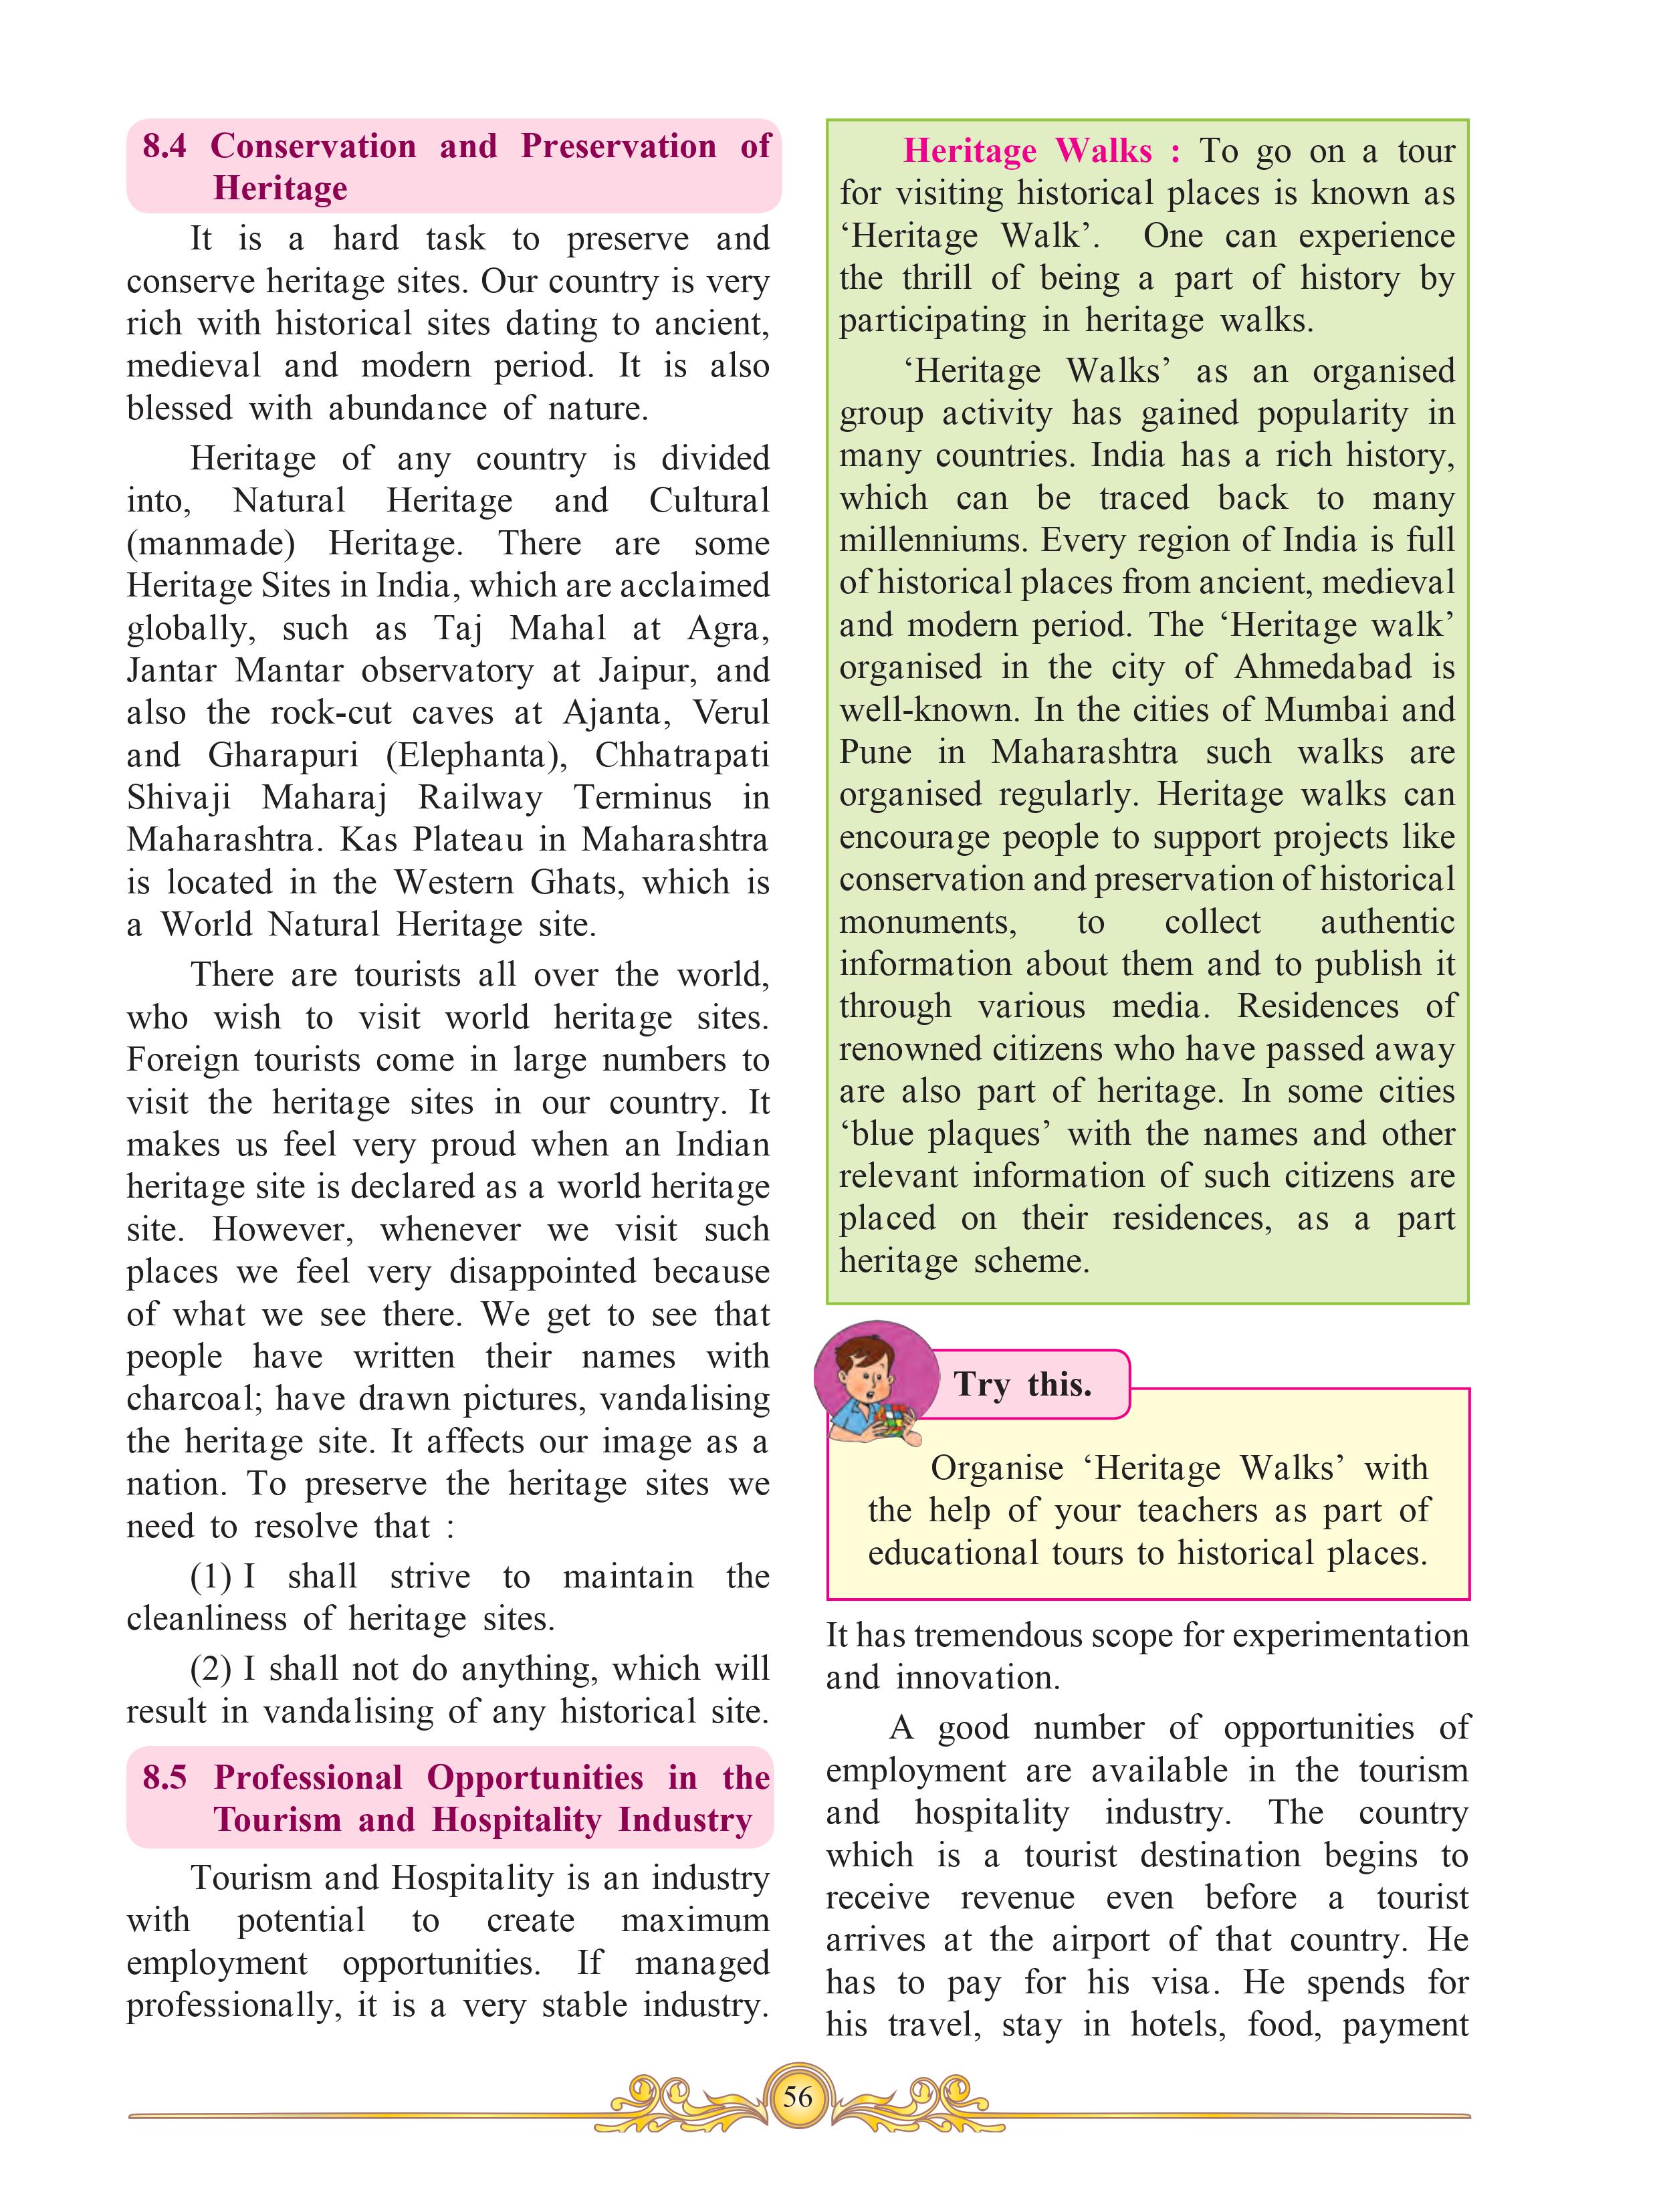 8.4 Conservation and Preservation of
Heritage
It is a hard task to preserve and
conserve heritage sites. Our country is very
rich with historical sites dating to ancient,
medieval and modern period. It is also
blessed with abundance of nature.
Heritage of any country is divided
into, Natural Heritage and Cultural
(manmade) Heritage. There are some
Heritage Sites in India, which are acclaimed
globally, such as Taj Mahal at Agra,
Jantar Mantar observatory at Jaipur, and
also the rock-cut caves at Ajanta, Verul
and Gharapuri (Elephanta), Chhatrapati
Shivaji Maharaj Railway Terminus in
Maharashtra. Kas Plateau in Maharashtra
is located in the Western Ghats, which is
a World Natural Heritage site.
There are tourists all over the world,
who wish to visit world heritage sites.
Foreign tourists come in large numbers to
visit the heritage sites in our country. It
makes us feel very proud when an Indian
heritage site is declared as a world heritage
site. However, whenever we visit such
places we feel very disappointed because
of what we see there. We get to see that
people have written their names with
charcoal; have drawn pictures, vandalising
the heritage site. It affects our image as a
nation. To preserve the heritage sites we
need to resolve that :
(1) I shall strive to maintain the
cleanliness of heritage sites.
(2) I shall not do anything, which will
result in vandalising of any historical site.
8.5 Professional Opportunities in the
Tourism and Hospitality Industry
Tourism and Hospitality is an industry
with potential to create maximum
employment opportunities. If managed
professionally, it is a very stable industry.
Heritage Walks : To go on a tour
for visiting historical places is known as
‘Heritage Walk’. One can experience
the thrill of being a part of history by
participating in heritage walks.
‘Heritage Walks’ as an organised
group activity has gained popularity in
many countries. India has a rich history,
which can be traced back to many
millenniums. Every region of India is full
of historical places from ancient, medieval
and modern period. The ‘Heritage walk’
organised in the city of Ahmedabad is
well-known. In the cities of Mumbai and
Pune in Maharashtra such walks are
organised regularly. Heritage walks can
encourage people to support projects like
conservation and preservation of historical
monuments, to collect authentic
information about them and to publish it
through various media. Residences of
renowned citizens who have passed away
are also part of heritage. In some cities
‘blue plaques’ with the names and other
relevant information of such citizens are
placed on their residences, as a part
heritage scheme.
Try this.
Organise ‘Heritage Walks’ with
the help of your teachers as part of
educational tours to historical places.
It has tremendous scope for experimentation
and innovation.
A good number of opportunities of
employment are available in the tourism
and hospitality industry. The country
which is a tourist destination begins to
receive revenue even before a tourist
arrives at the airport of that country. He
has to pay for his visa. He spends for
his travel, stay in hotels, food, payment
56